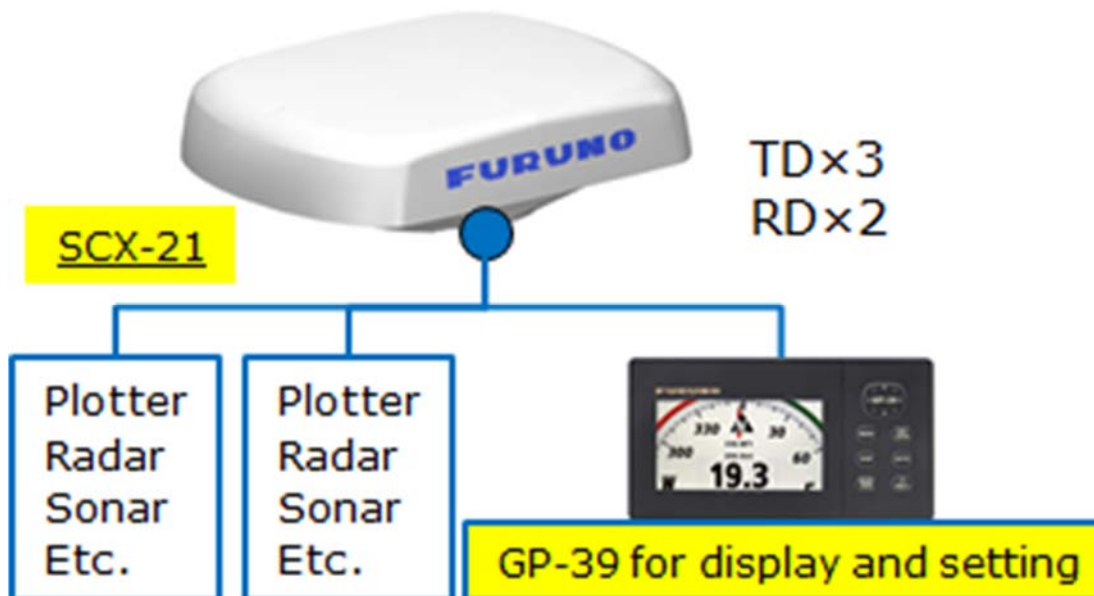 FURUNO
TD×3
RD×2
SCX-21
Plotter
Radar
Sonar
Etc.
Plotter
Radar
Sonar
Etc.
FURUNO
330
30
300
60
19.3
W
E
GP-39 for display and setting